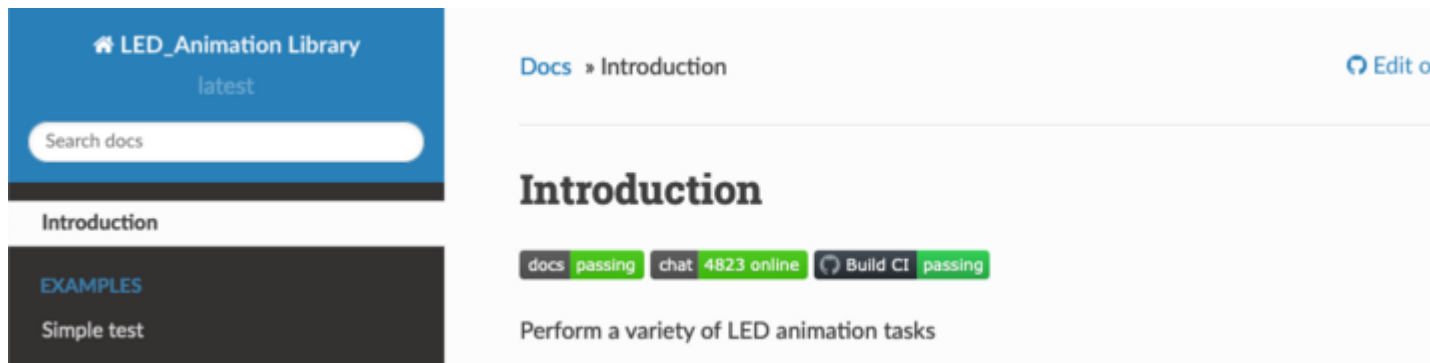 LED_Animation Library
latest
Search docs
Introduction
EXAMPLES
Simple test
Docs » Introduction
Edit o
Introduction
docs passing chat 4823 online Build CI passing
Perform a variety of LED animation tasks